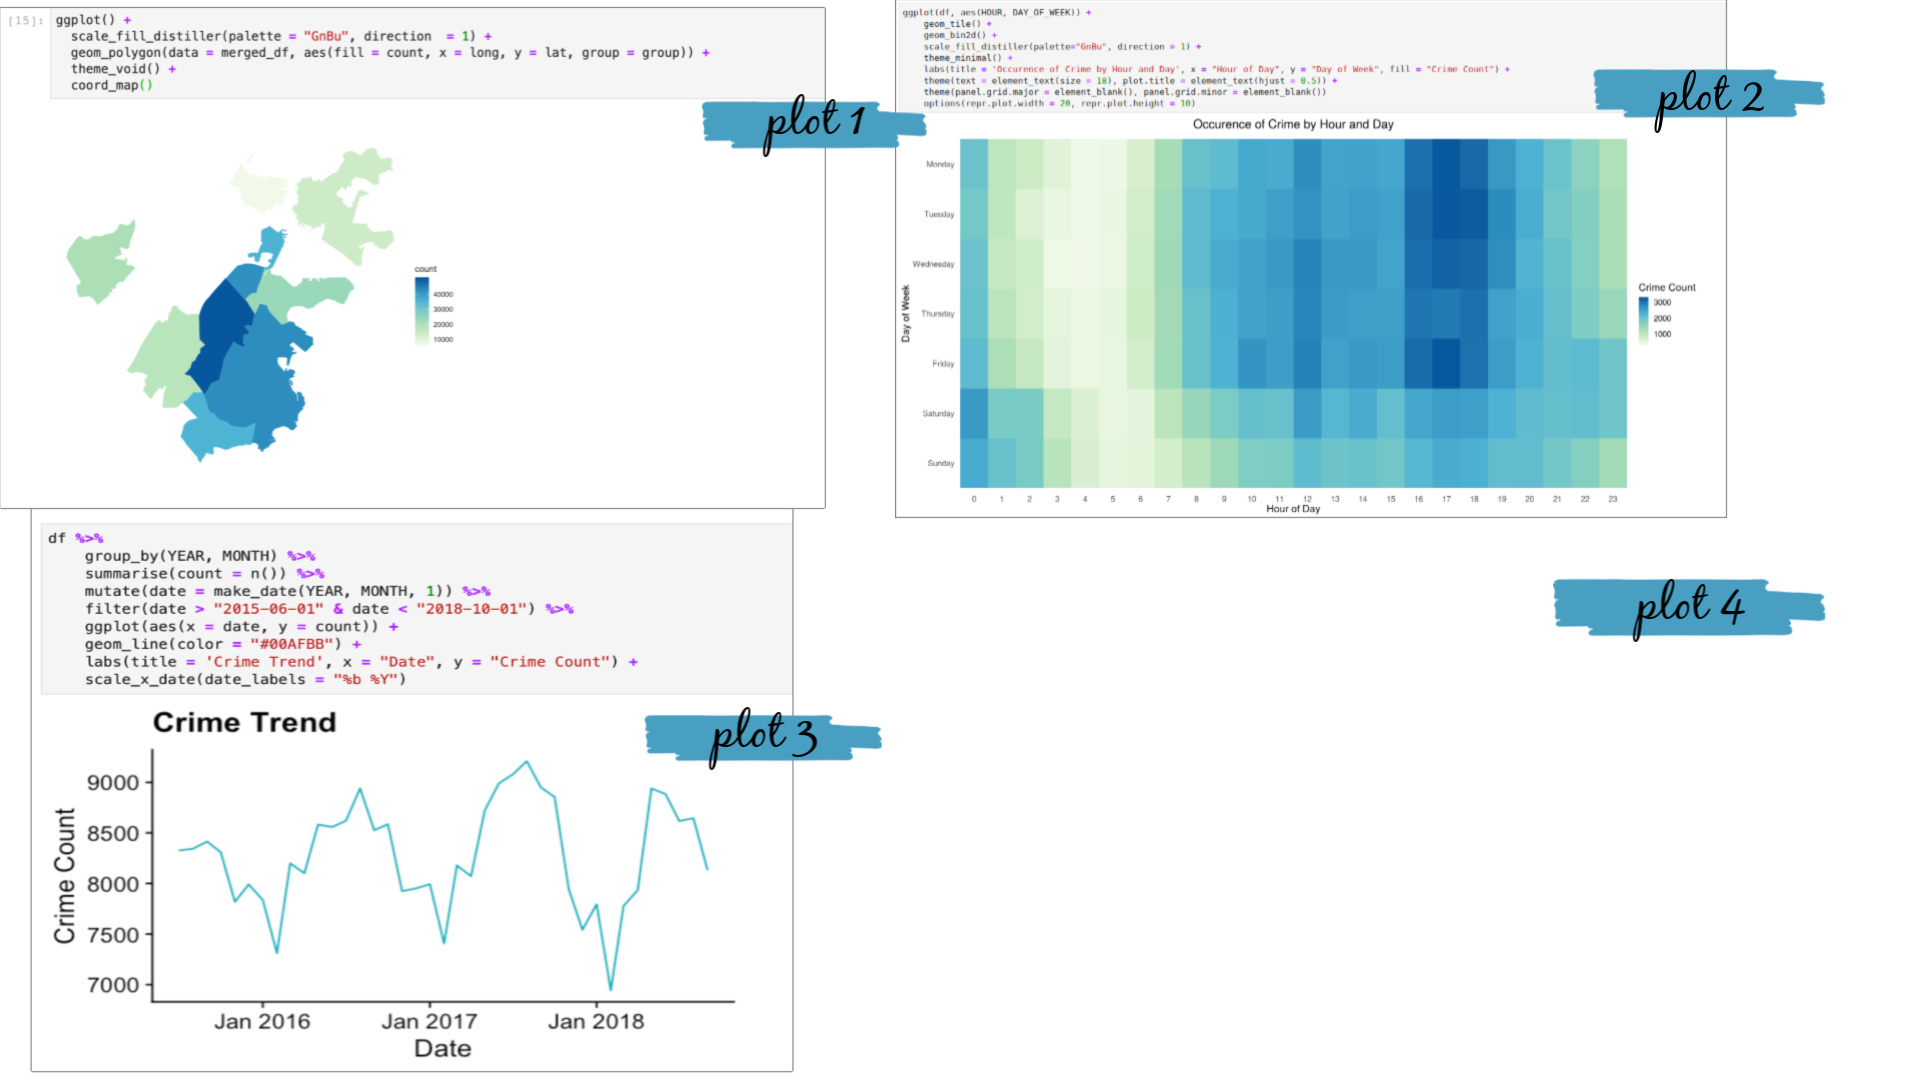 [15]: ggplot() +
scale_fill_distiller(palette = "GnBu", direction  = 1) +
geom_polygon(data = merged_df, aes(fill = count, x = long, y = lat, group = group)) +
theme_void() +
coord_map()
plot 1
count
40000
30000
20000
10000
ggplot(df, aes(HOUR, DAY_OF_WEEK)) +
geom_tile() +
geom_bin2d() +
scale_fill_distiller(palette="GnBu", direction = 1) +
theme_minimal() +
labs(title = 'Occurence of Crime by Hour and Day', x = "Hour of Day", y = "Day of Week", fill = "Crime Count") +
theme(text = element_text(size = 18), plot.title = element_text(hjust = 0.5)) +
theme(panel.grid.major = element_blank(), panel.grid.minor = element_blank())
options(repr.plot.width = 20, repr.plot.height = 10)
plot 2
Occurence of Crime by Hour and Day
Day of Week
Monday
Tuesday
Wednesday
Thursday
Friday
Saturday
Sunday
0 1 2 3 4 5 6 7 8 9 10 11 12 13 14 15 16 17 18 19 20 21 22 23
Hour of Day
Crime Count
3000
2000
1000
df %>%
group_by(YEAR, MONTH) %>%
summarise(count = n()) %>%
mutate(date = make_date(YEAR, MONTH, 1)) %>%
filter(date > "2015-06-01" & date < "2018-10-01") %>%
ggplot(aes(x = date, y = count)) +
geom_line(color = "#00AFBB") +
labs(title = 'Crime Trend', x = "Date", y = "Crime Count") +
scale_x_date(date_labels = "%b %Y")
plot 3
Crime Trend
Crime Count
9000
8500
8000
7500
7000
Jan 2016 Jan 2017 Jan 2018
Date
plot 4